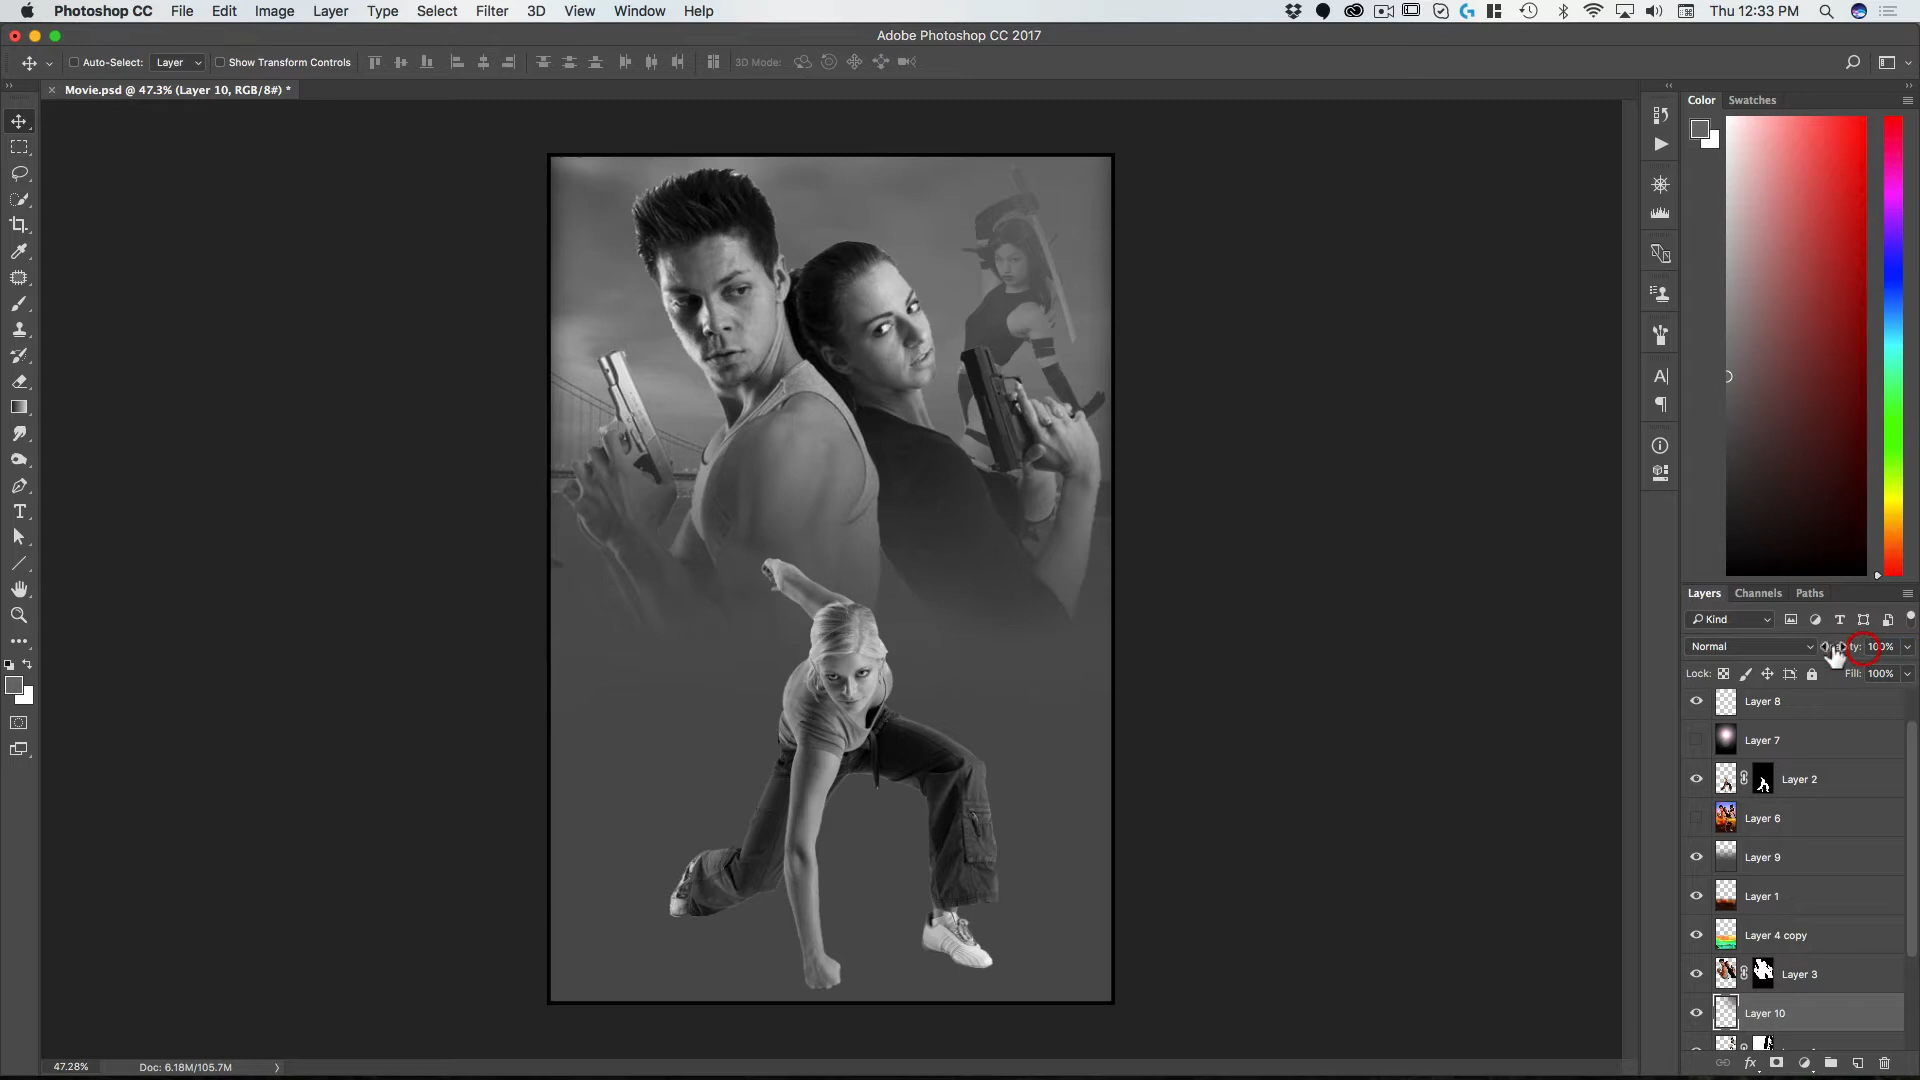 Photoshop CC File Edit Image Layer Type Select Filter 3D View Window Help Thu 12:33 PM
Adobe Photoshop CC 2017
Auto-Select: Layer Show Transform Controls 3D Mode:
Movie.psd @ 47.3% (Layer 10, RGB/8#) *
Color Swatches
Layers Channels Paths
Kind
Normal 100%
Lock: Fill: 100%
Layer 8
Layer 7
Layer 2
Layer 6
Layer 9
Layer 1
Layer 4 copy
Layer 3
Layer 10
47.28% Doc: 6.18M/105.7M